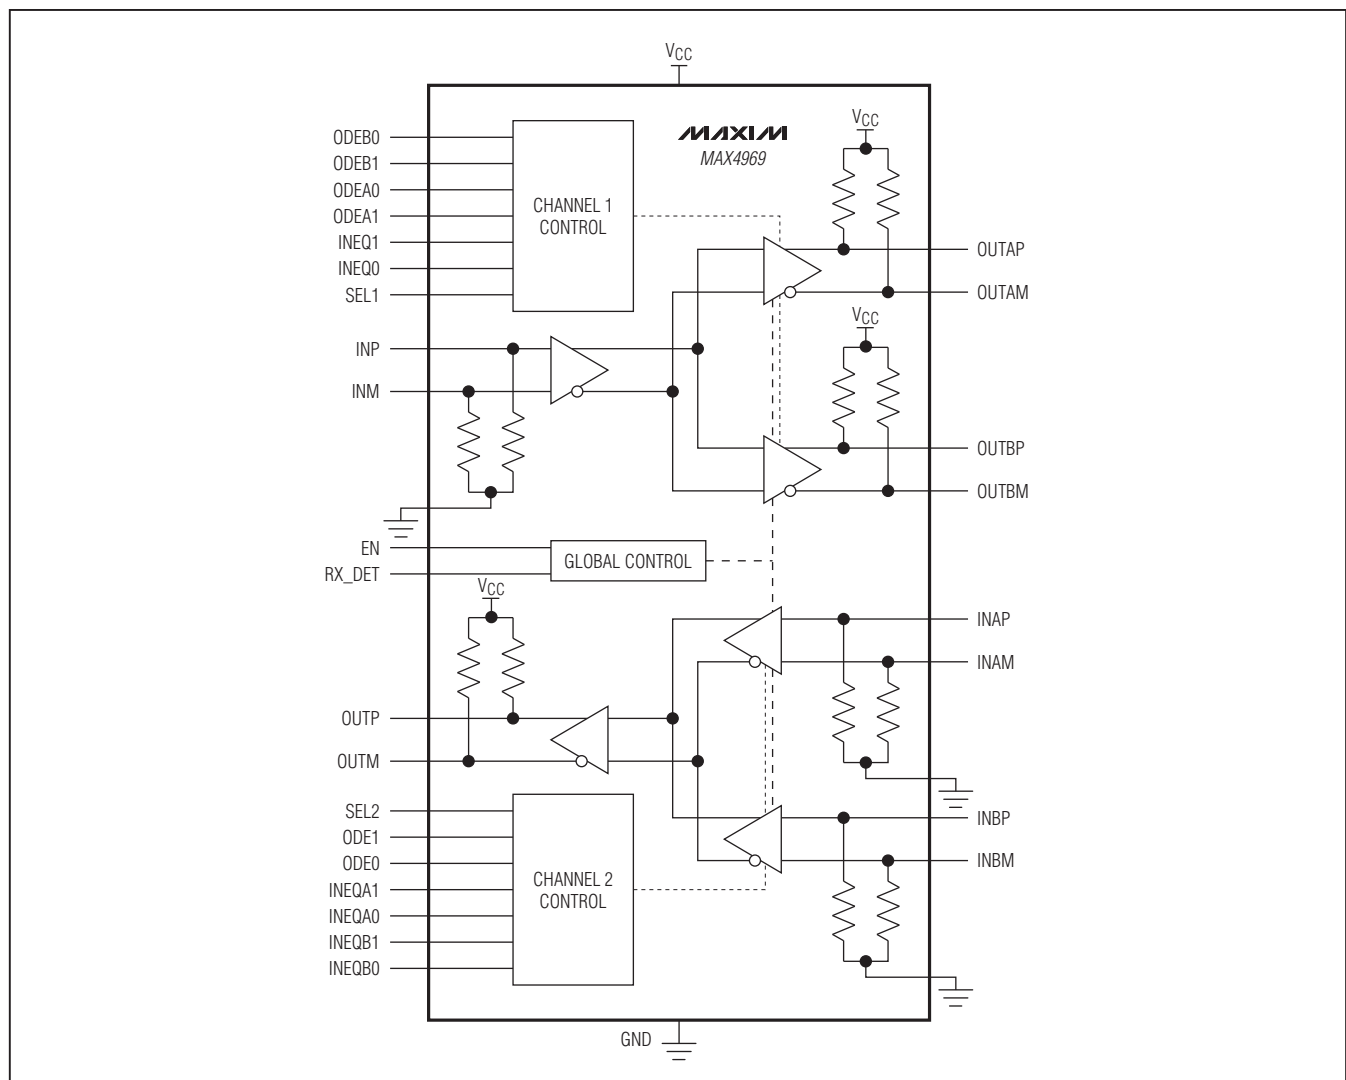 VCC
MAXIM
MAX4969
ODEB0
ODEB1
ODEA0
ODEA1
INEQ1
INEQ0
SEL1
CHANNEL 1
CONTROL
VCC
OUTAP
OUTAM
INP
INM
VCC
OUTBP
OUTBM
EN
RX_DET
GLOBAL CONTROL
VCC
INAP
INAM
OUTP
OUTM
SEL2
ODE1
ODE0
INEQA1
INEQA0
INEQB1
INEQB0
CHANNEL 2
CONTROL
INBP
INBM
GND